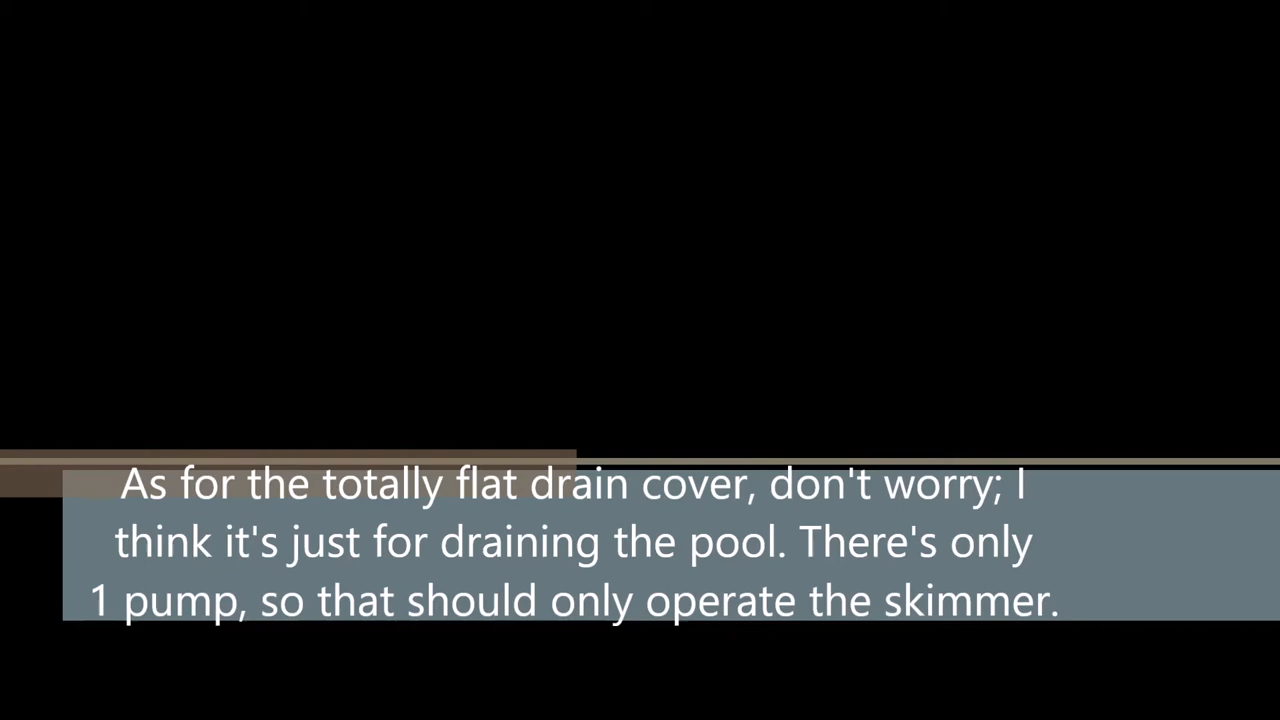 As for the totally flat drain cover, don't worry; I
think it's just for draining the pool. There's only
1 pump, so that should only operate the skimmer.